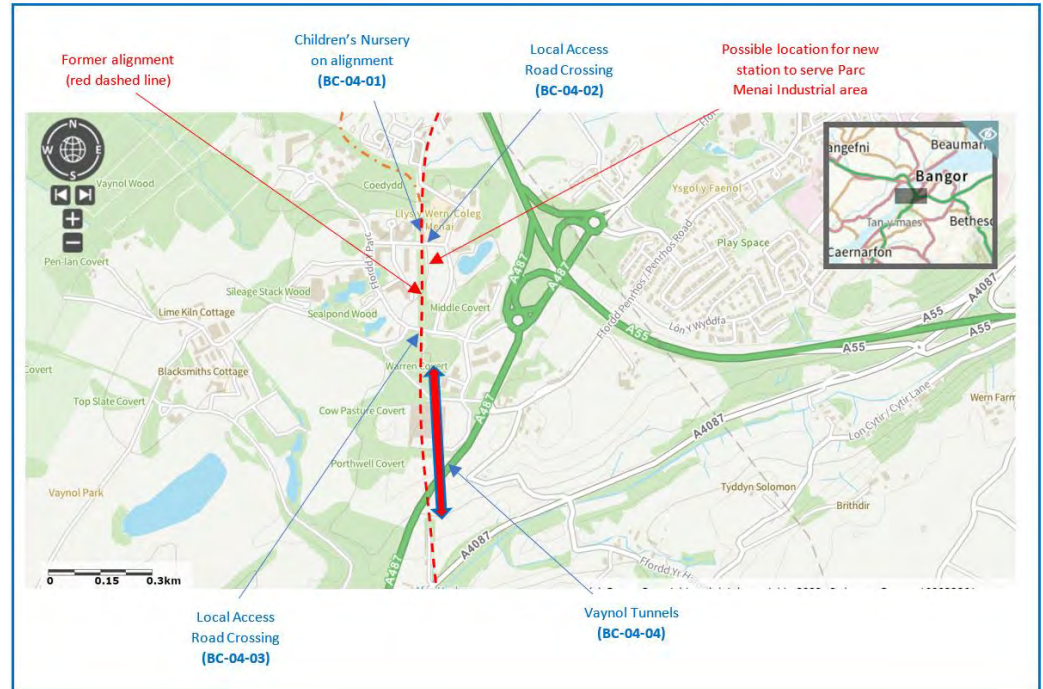 Former alignment
(red dashed line)
Children's Nursery
on alignment
(BC-04-01)
Local Access
Road Crossing
(BC-04-02)
Possible location for new
station to serve Parc
Menai Industrial area
N
W
E
S
Vaynol Wood
Coedydd
Llys y Wern, Coleg
Menai
Ysgol y Faenol
Play Space
Pen-lan Covert
Ffordd y Parc
Sileage Stack Wood
Lime Kiln Cottage
Sealpond Wood
Middle Covert
A487
A487
Ffordd Penrhos / Penrhos Road
Lôn Y Wyddfa
A55
A55
A55
A4087
Blacksmiths Cottage
Warren Covert
Top Slate Covert
Cow Pasture Covert
A487
A4087
Lon Cytir / Cytir Lane
Wern Farm
Porthwell Covert
Vaynol Park
Tyddyn Solomon
Brithdir
A487
A4087
Ffordd Yr H
0 0.15 0.3km
angefni
Beaumar
Bangor
Tan y maes
Bethesd
Caernarfon
Local Access
Road Crossing
(BC-04-03)
Vaynol Tunnels
(BC-04-04)